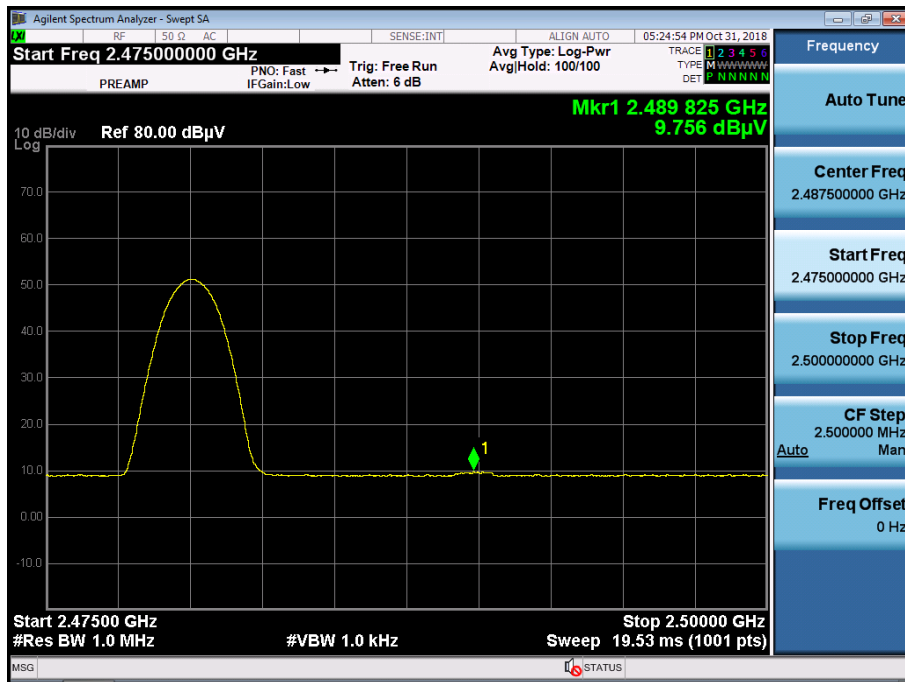 Agilent Spectrum Analyzer - Swept SA
LXI RF 50 Ω AC SENSE:INT ALIGN AUTO 05:24:54 PM Oct 31, 2018
Start Freq 2.475000000 GHz
PREAMP
PNO: Fast
IFGain:Low
Trig: Free Run
Atten: 6 dB
Avg Type: Log-Pwr
Avg|Hold: 100/100
TRACE 1 2 3 4 5 6
TYPE M WWWWW
DET P N N N N N
Mkr1 2.489 825 GHz
9.756 dBµV
10 dB/div Ref 80.00 dBµV
Log
70.0
60.0
50.0
40.0
30.0
20.0
10.0
0.00
-10.0
1
Start 2.47500 GHz Stop 2.50000 GHz
#Res BW 1.0 MHz #VBW 1.0 kHz Sweep 19.53 ms (1001 pts)
MSG STATUS
Frequency
Auto Tune
Center Freq
2.487500000 GHz
Start Freq
2.475000000 GHz
Stop Freq
2.500000000 GHz
CF Step
2.500000 MHz
Auto Man
Freq Offset
0 Hz